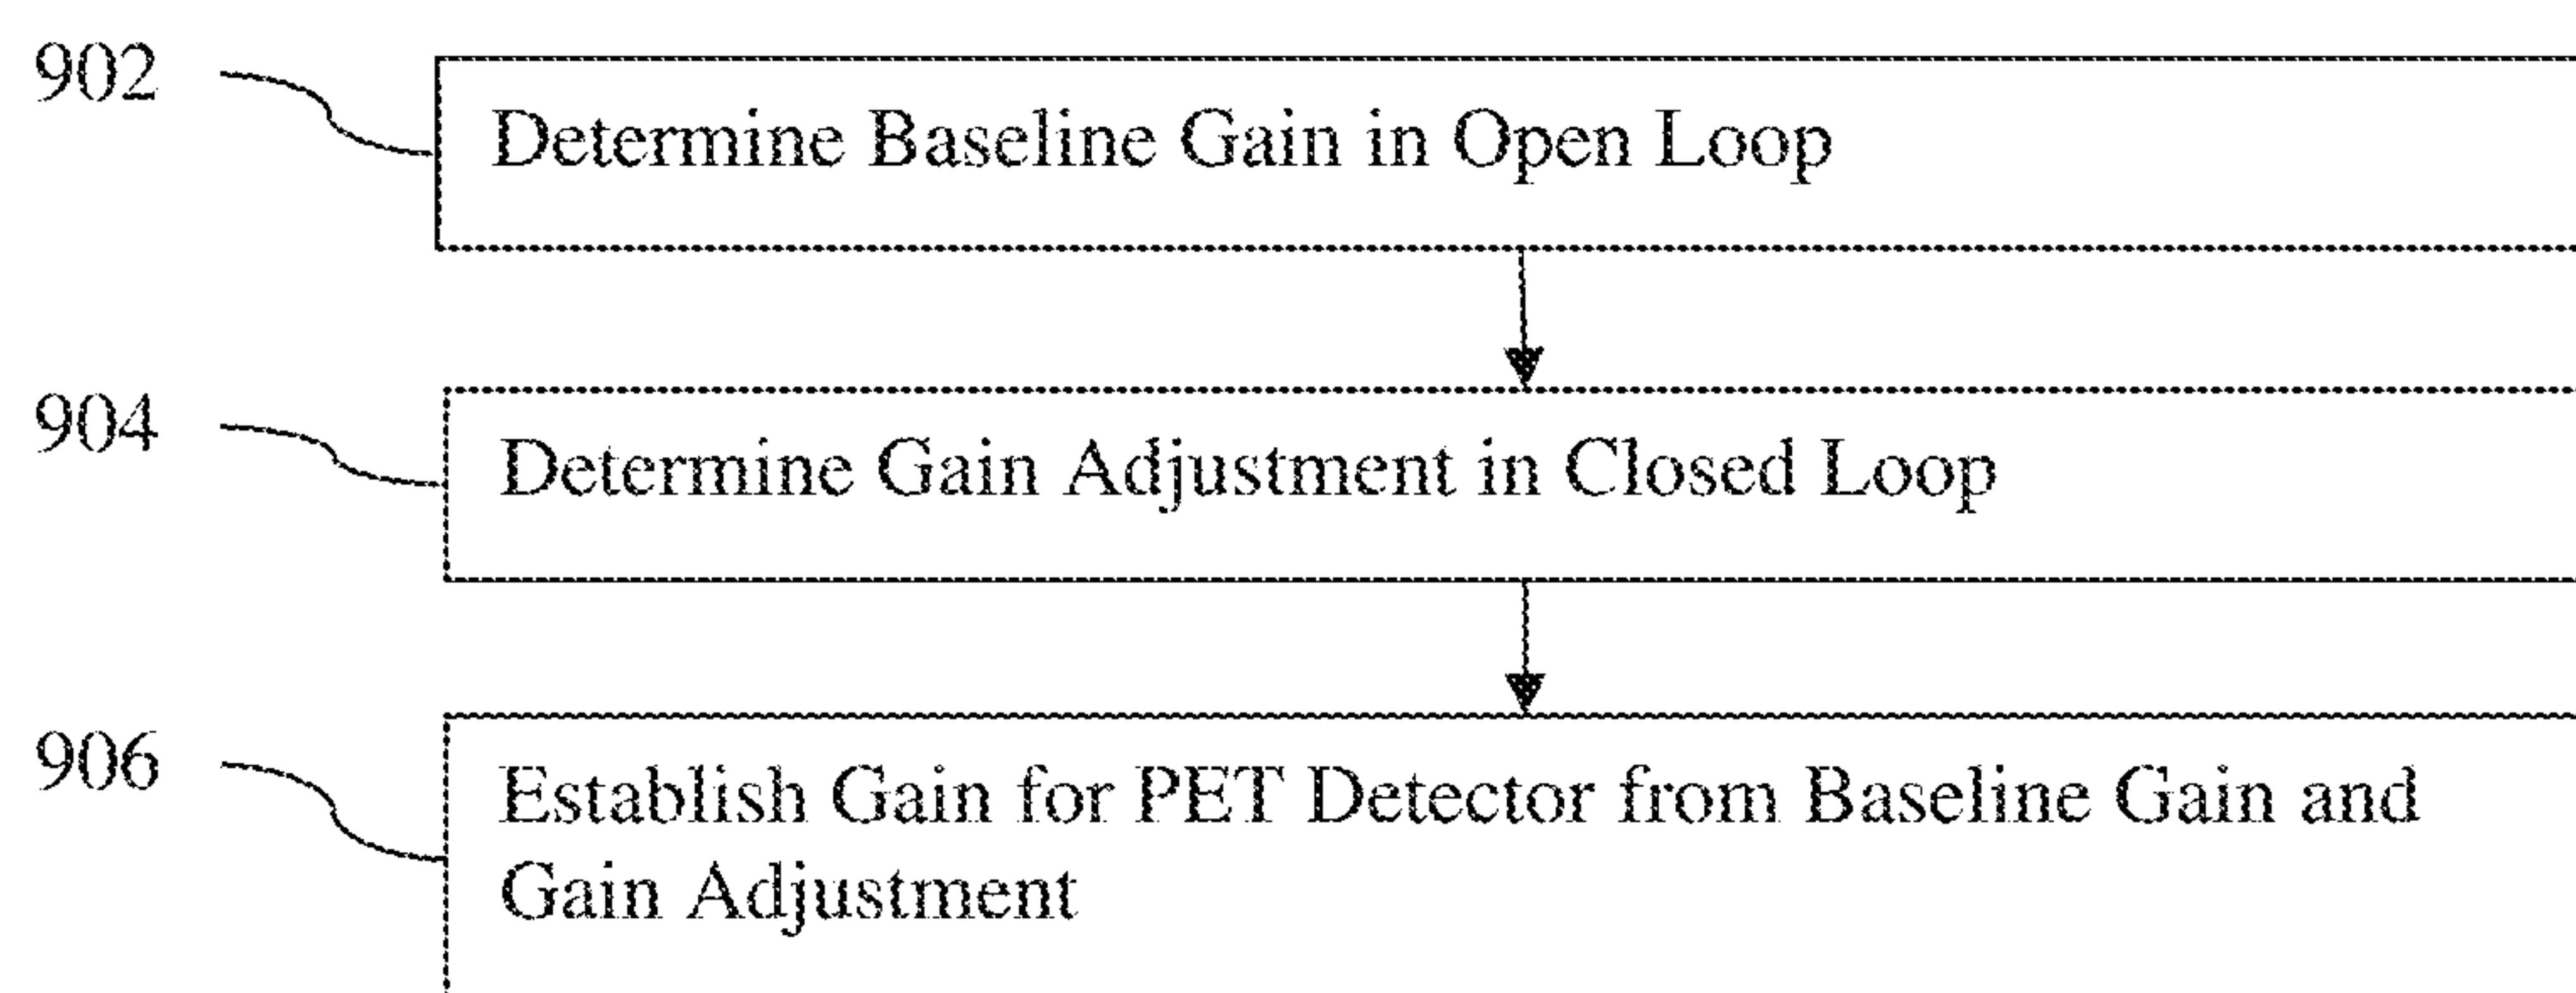 902
Determine Baseline Gain in Open Loop
904
Determine Gain Adjustment in Closed Loop
906
Establish Gain for PET Detector from Baseline Gain and
Gain Adjustment